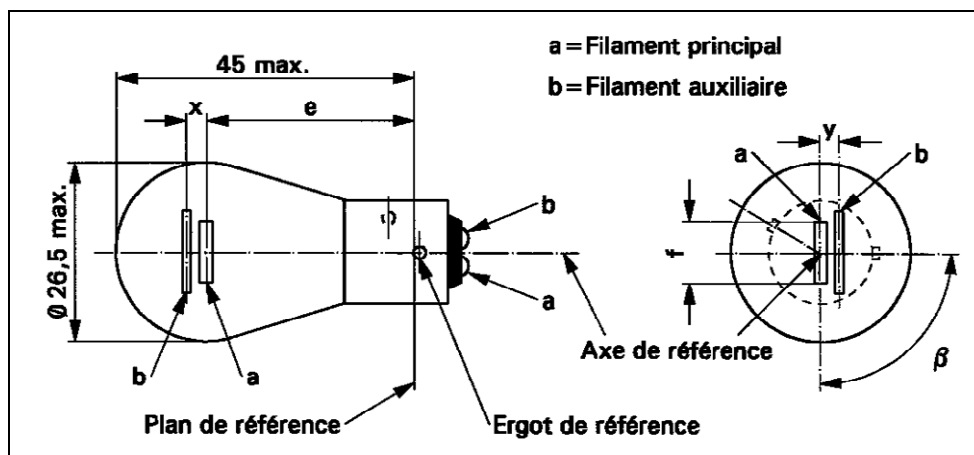 45 max.
a = Filament principal
b = Filament auxiliaire
x
e
y
a
b
Ø 26,5 max.
b
a
f
b
a
Axe de référence
β
Plan de référence
Ergot de référence